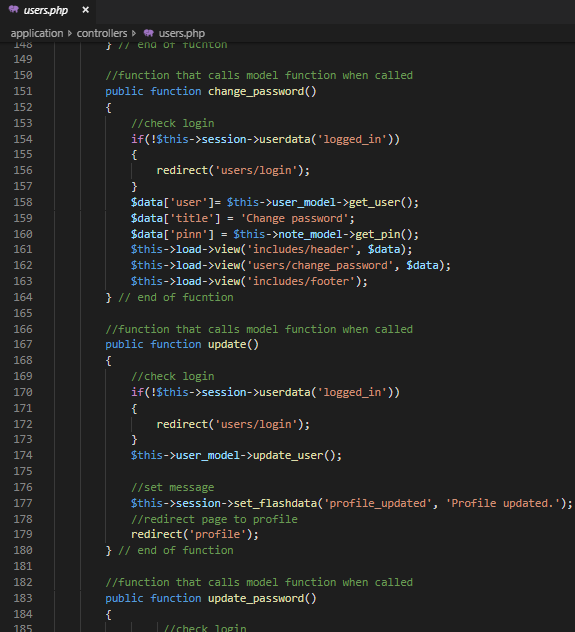 users.php ×
application › controllers › users.php
148 } // end of fucnton
149
150 //function that calls model function when called
151 public function change_password()
152 {
153 //check login
154 if(!$this->session->userdata('logged_in'))
155 {
156 redirect('users/login');
157 }
158 $data['user']= $this->user_model->get_user();
159 $data['title'] = 'Change password';
160 $data['pinn'] = $this->note_model->get_pin();
161 $this->load->view('includes/header', $data);
162 $this->load->view('users/change_password', $data);
163 $this->load->view('includes/footer');
164 } // end of fucntion
165
166 //function that calls model function when called
167 public function update()
168 {
169 //check login
170 if(!$this->session->userdata('logged_in'))
171 {
172 redirect('users/login');
173 }
174 $this->user_model->update_user();
175
176 //set message
177 $this->session->set_flashdata('profile_updated', 'Profile updated.');
178 //redirect page to profile
179 redirect('profile');
180 } // end of function
181
182 //function that calls model function when called
183 public function update_password()
184 {
185 //check login